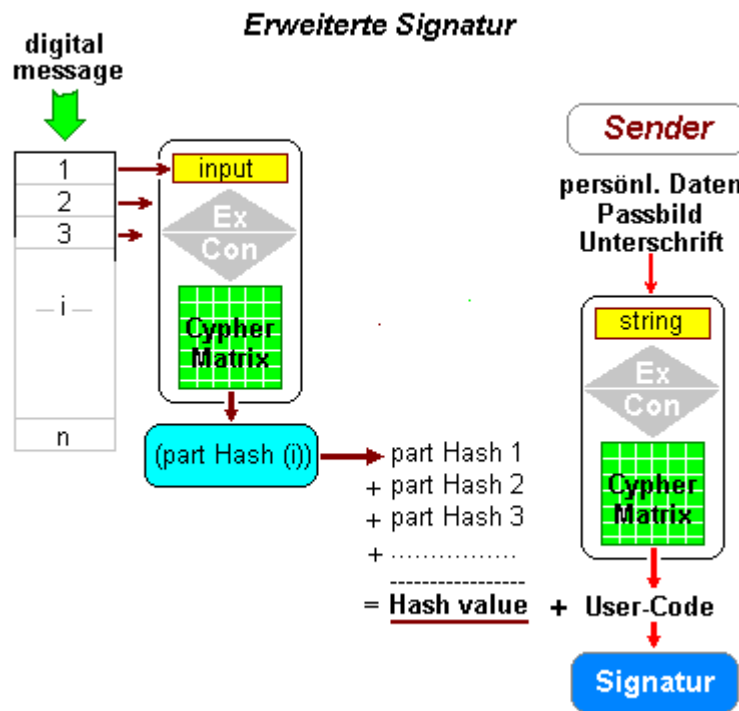 Erweiterte Signatur
digital
message
1
2
3
i
n
input
Ex
Con
Cypher
Matrix
(part Hash (i))
part Hash 1
+ part Hash 2
+ part Hash 3
+ ................
------------------
= Hash value + User-Code
Sender
persönl. Daten
Passbild
Unterschrift
string
Ex
Con
Cypher
Matrix
Signatur